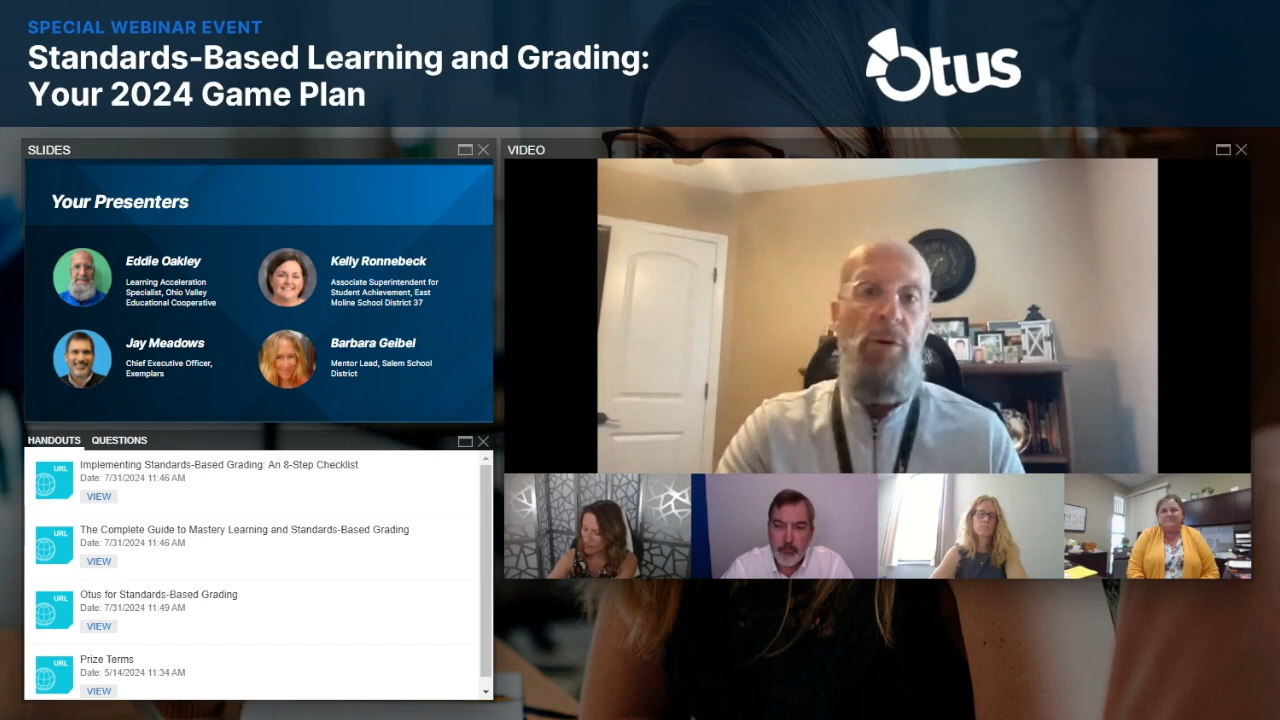 SPECIAL WEBINAR EVENT
Standards-Based Learning and Grading:
Your 2024 Game Plan
Otus
SLIDES
Your Presenters
Eddie Oakley
Learning Acceleration
Specialist, Ohio Valley
Educational Cooperative
Kelly Ronnebeck
Associate Superintendent for
Student Achievement, East
Moline School District 37
Jay Meadows
Chief Executive Officer,
Exemplars
Barbara Geibel
Mentor Lead, Salem School
District
VIDEO
HANDOUTS QUESTIONS
URL
Implementing Standards-Based Grading: An 8-Step Checklist
Date: 7/31/2024 11:46 AM
VIEW
URL
The Complete Guide to Mastery Learning and Standards-Based Grading
Date: 7/31/2024 11:46 AM
VIEW
URL
Otus for Standards-Based Grading
Date: 7/31/2024 11:49 AM
VIEW
URL
Prize Terms
Date: 5/14/2024 11:34 AM
VIEW